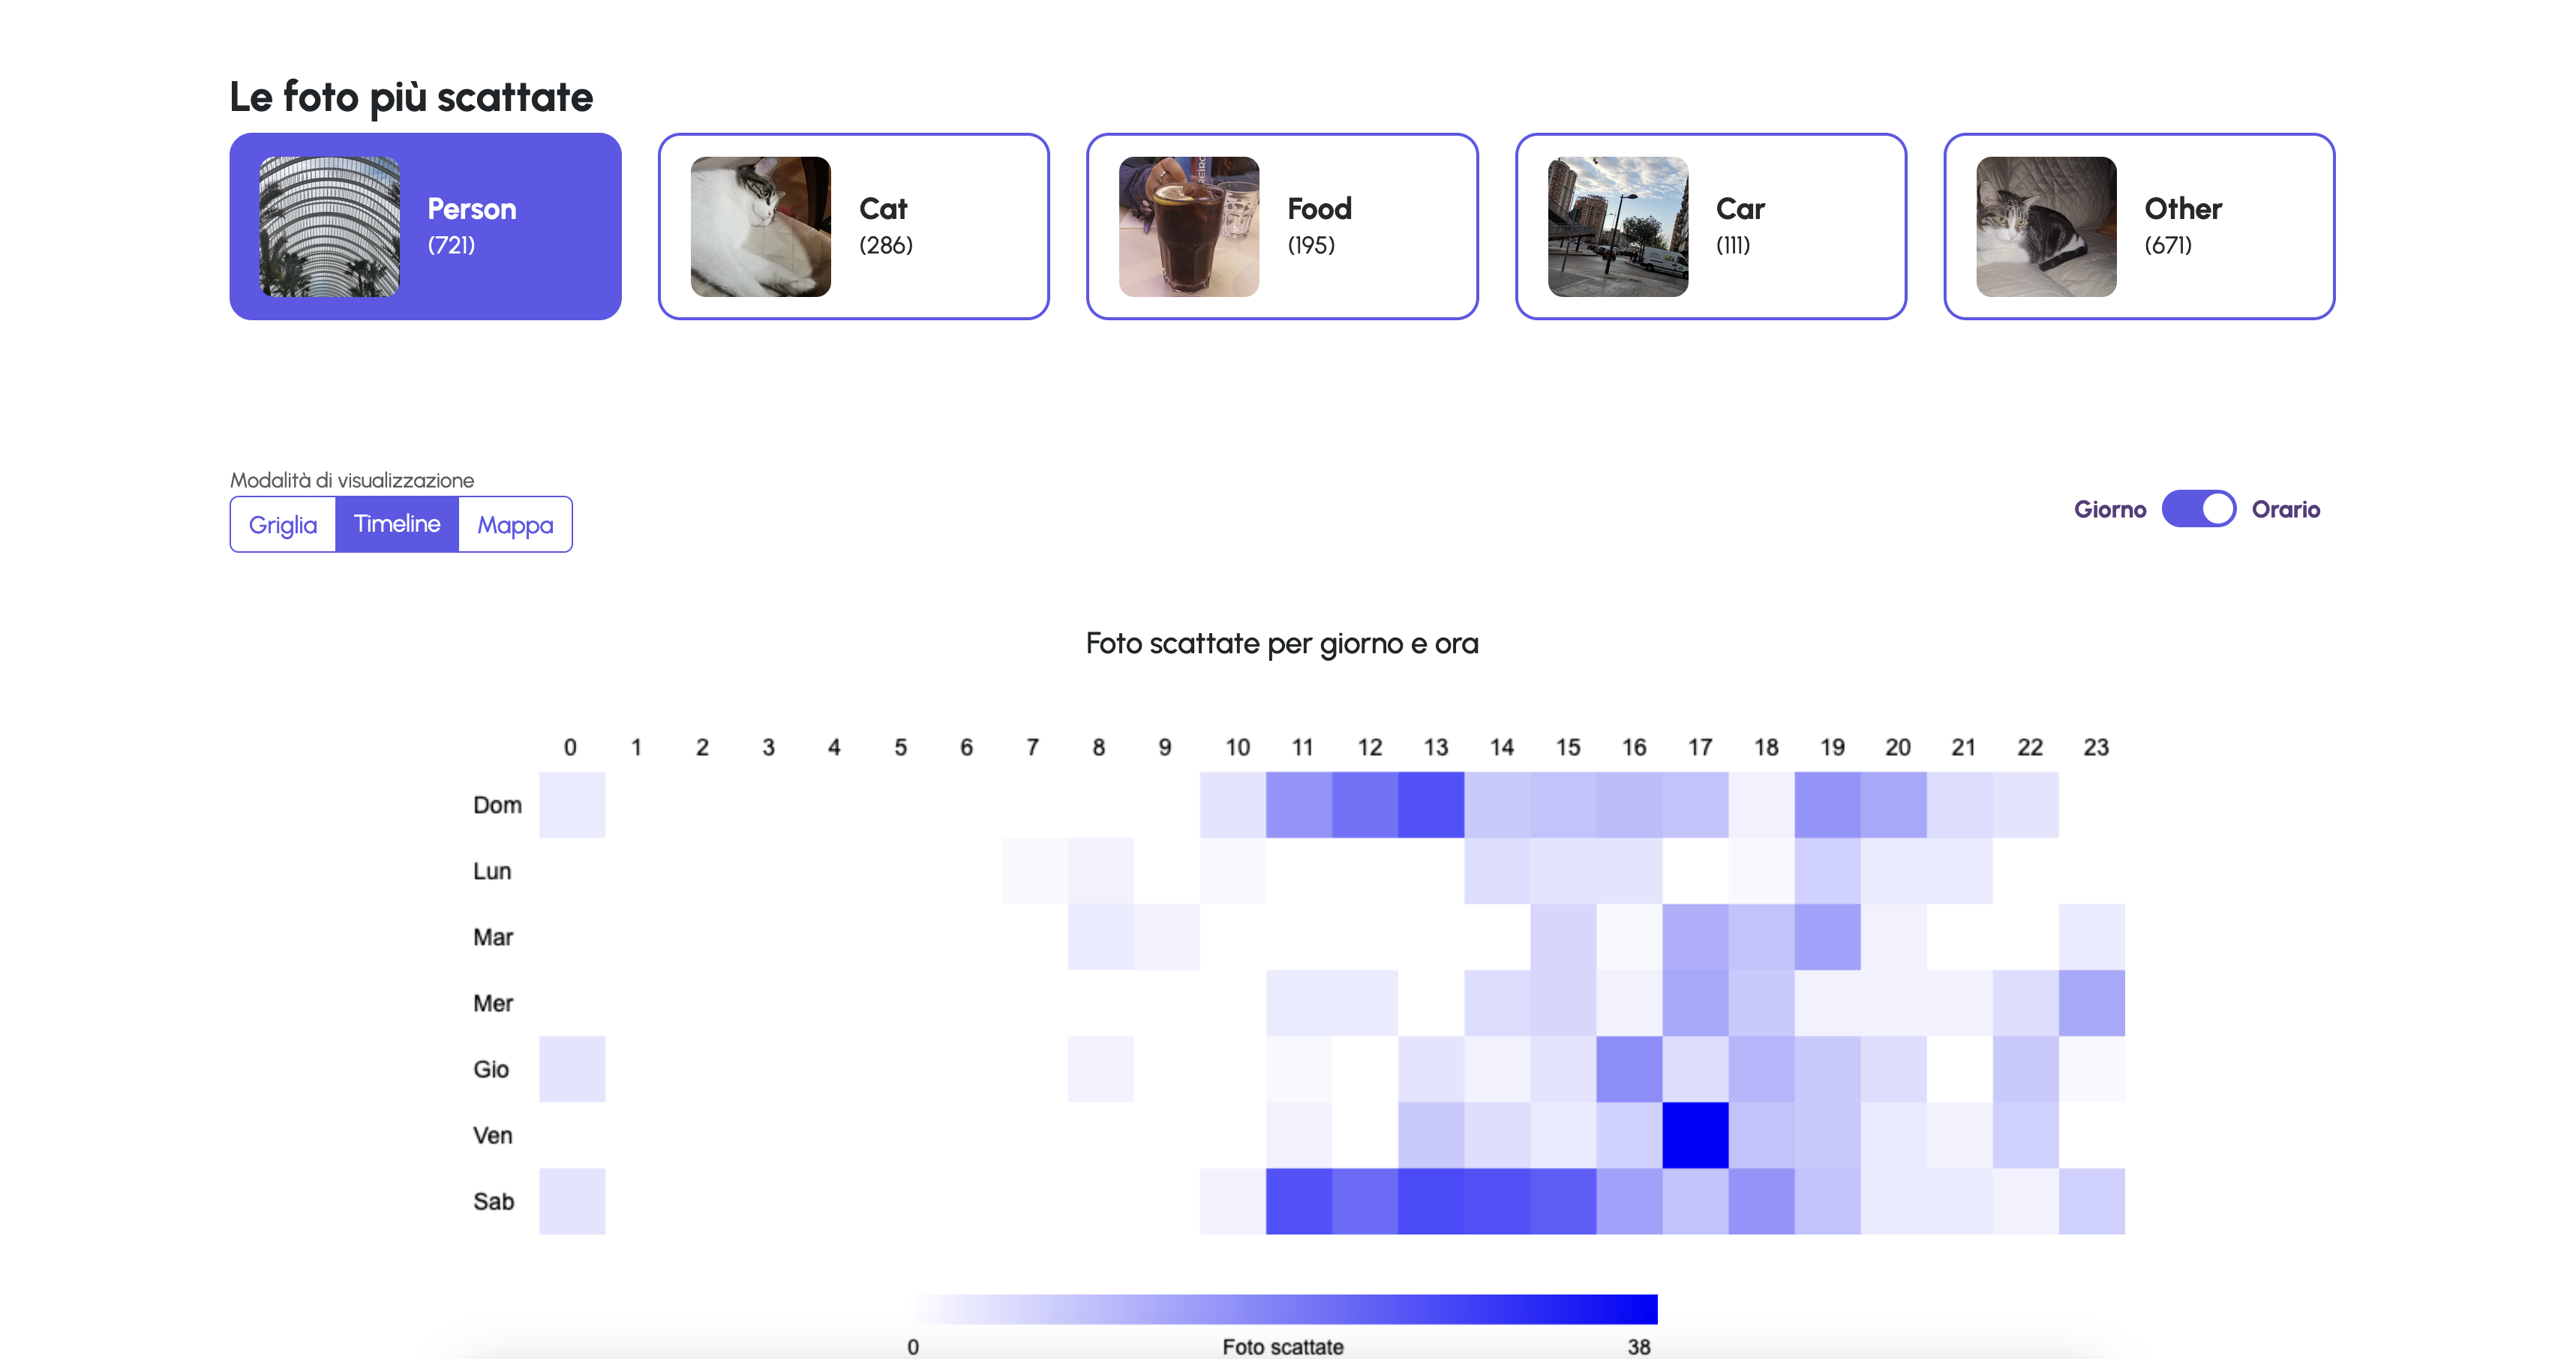 Le foto più scattate
Person
(721)
Cat
(286)
Food
(195)
Car
(111)
Other
(671)
Modalità di visualizzazione
Griglia Timeline Mappa
Giorno Orario
Foto scattate per giorno e ora
0 1 2 3 4 5 6 7 8 9 10 11 12 13 14 15 16 17 18 19 20 21 22 23
Dom
Lun
Mar
Mer
Gio
Ven
Sab
0 Foto scattate 38